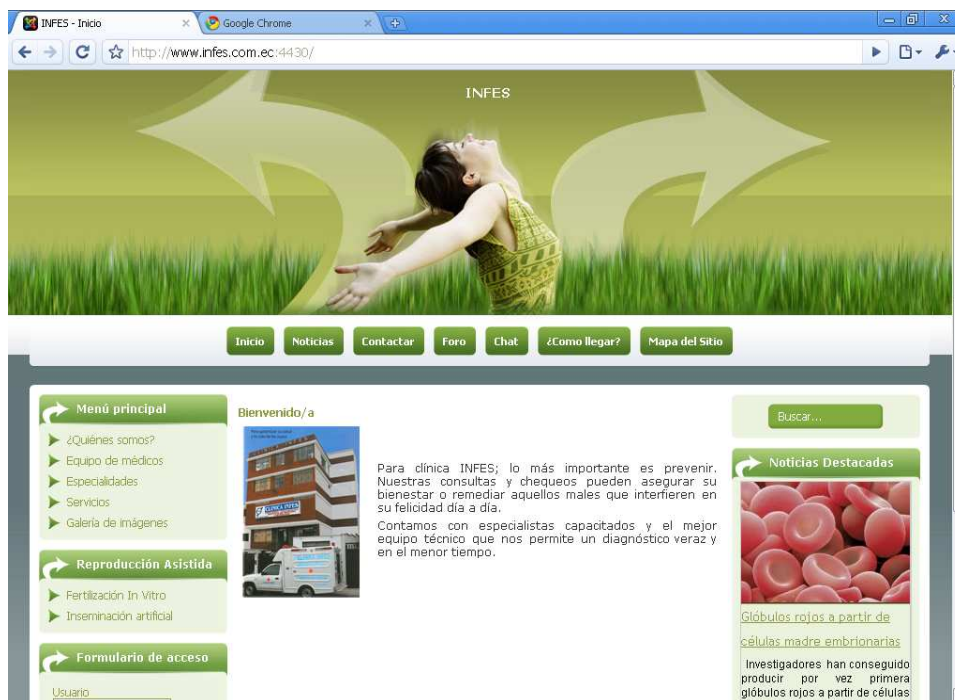 INFES - Inicio
Google Chrome
http://www.infes.com.ec:4430/
INFES
Inicio
Noticias
Contactar
Foro
Chat
¿Como llegar?
Mapa del Sitio
Menú principal
¿Quiénes somos?
Equipo de médicos
Especialidades
Servicios
Galería de imágenes
Reproducción Asistida
Fertilización In Vitro
Inseminación artificial
Formulario de acceso
Usuario
Bienvenido/a
CLINICA INFES
Para clínica INFES; lo más importante es prevenir.
Nuestras consultas y chequeos pueden asegurar su
bienestar o remediar aquellos males que interfieren en
su felicidad día a día.
Contamos con especialistas capacitados y el mejor
equipo técnico que nos permite un diagnóstico veraz y
en el menor tiempo.
Buscar...
Noticias Destacadas
Glóbulos rojos a partir de
células madre embrionarias
Investigadores han conseguido
producir por vez primera
glóbulos rojos a partir de células